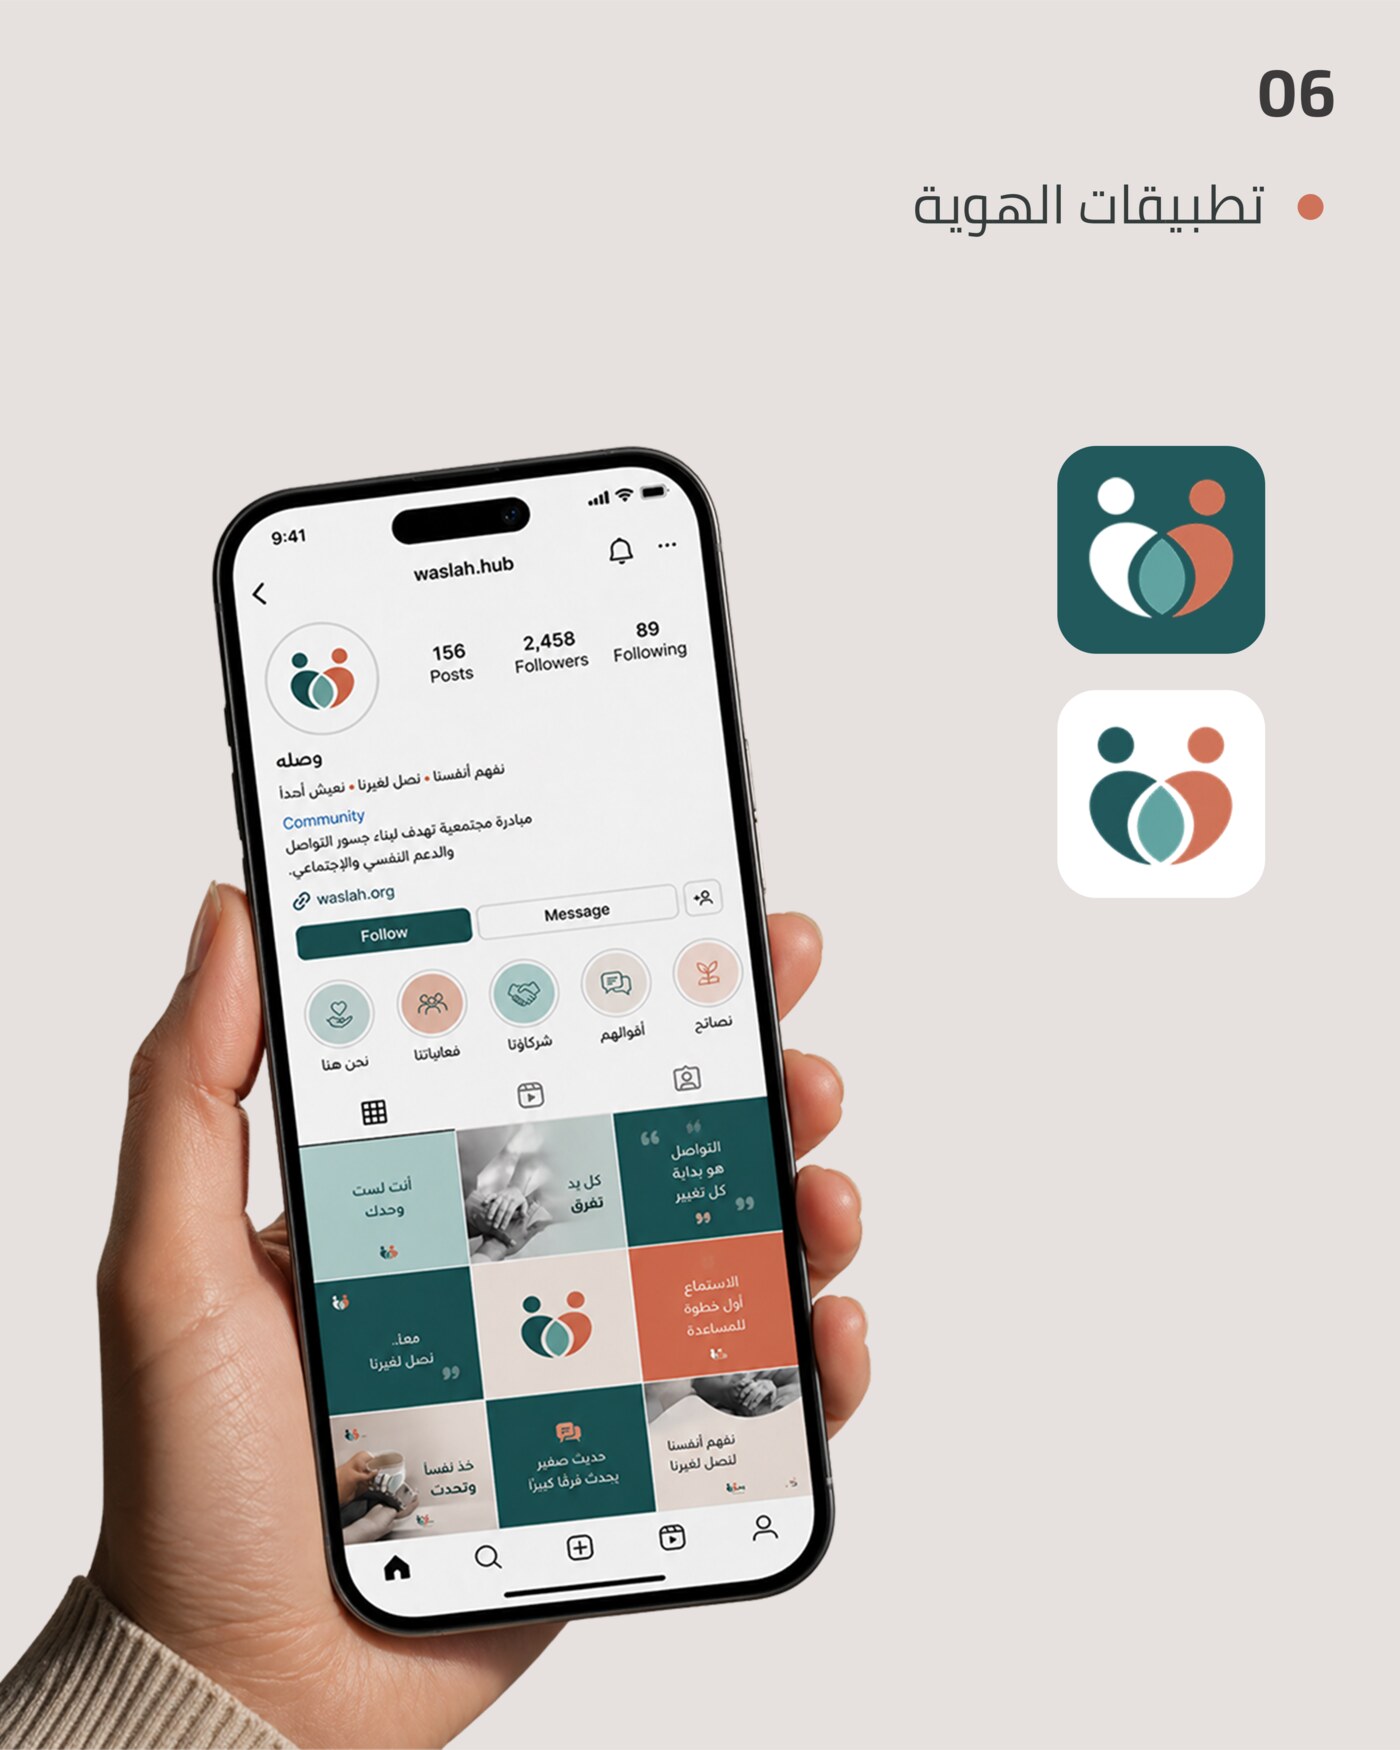 06
تطبيقات الهوية
9:41
waslah.hub
156 Posts
2,458 Followers
89 Following
وصله
نفهم أنفسنا • نصل لغيرنا • نعيش أهدأ
Community
مبادرة مجتمعية تهدف لبناء جسور التواصل
والدعم النفسي والإجتماعي.
waslah.org
Follow
Message
نحن هنا
فعالياتنا
شركاؤنا
أقوالهم
نصائح
أنت لست
وحدك
كل يد
تفرق
“
التواصل
هو بداية
كل تغيير
”
معاً..
نصل لغيرنا
”
الاستماع
أول خطوة
للمساعدة
خذ نفساً
وتحدث
حديث صغير
يحدث فرقًا كبيرًا
نفهم أنفسنا
لنصل لغيرنا